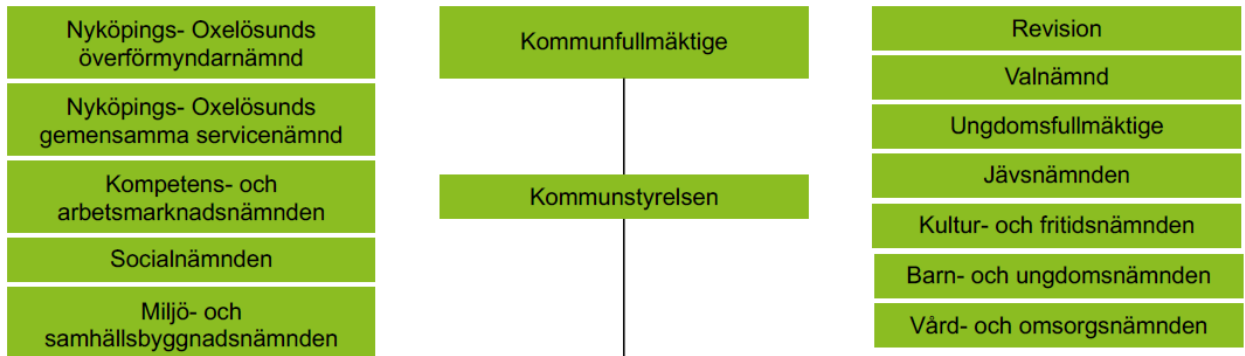 Nyköpings- Oxelösunds
överförmyndarnämnd
Nyköpings- Oxelösunds
gemensamma servicenämnd
Kompetens- och
arbetsmarknadsnämnden
Socialnämnden
Miljö- och
samhällsbyggnadsnämnden
Kommunfullmäktige
Kommunstyrelsen
Revision
Valnämnd
Ungdomsfullmäktige
Jävsnämnden
Kultur- och fritidsnämnden
Barn- och ungdomsnämnden
Vård- och omsorgsnämnden